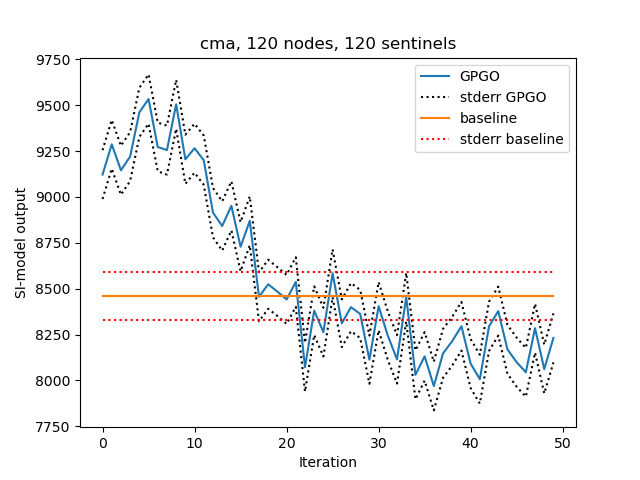 cma, 120 nodes, 120 sentinels
SI-model output
9750
9500
9250
9000
8750
8500
8250
8000
7750
GPGO
stderr GPGO
baseline
stderr baseline
0
10
20
30
40
50
Iteration